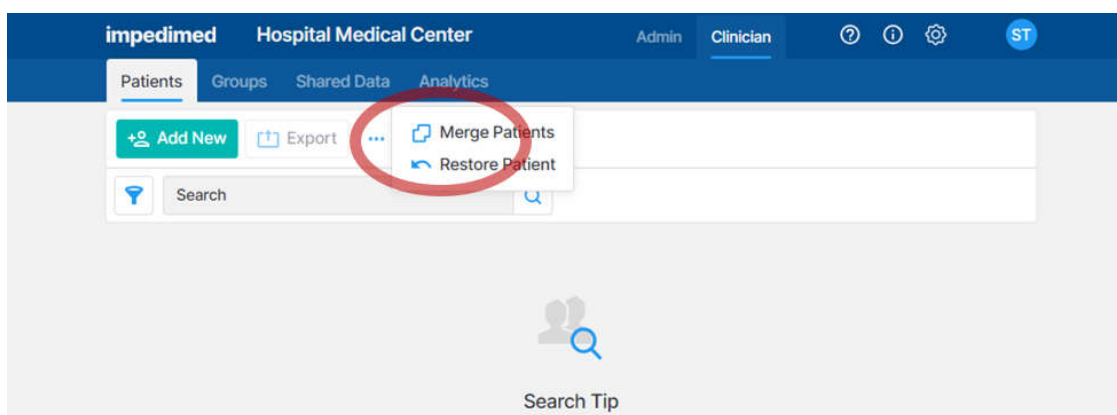 impedimed Hospital Medical Center Admin Clinician ST
Patients Groups Shared Data Analytics
Add New Export ... Merge Patients
Restore Patient
Search
Search Tip